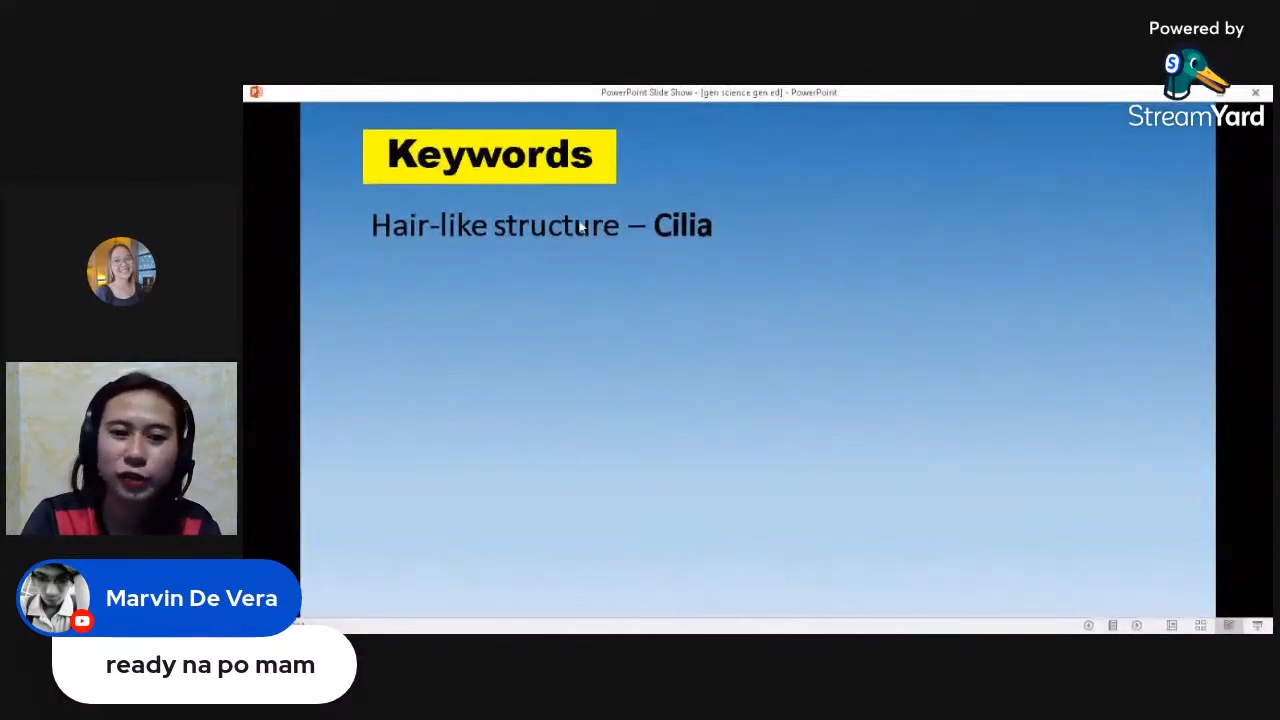 Powered by
StreamYard
PowerPoint Slide Show - [gen science gen ed] - PowerPoint
Keywords
Hair-like structure – Cilia
Marvin De Vera
ready na po mam